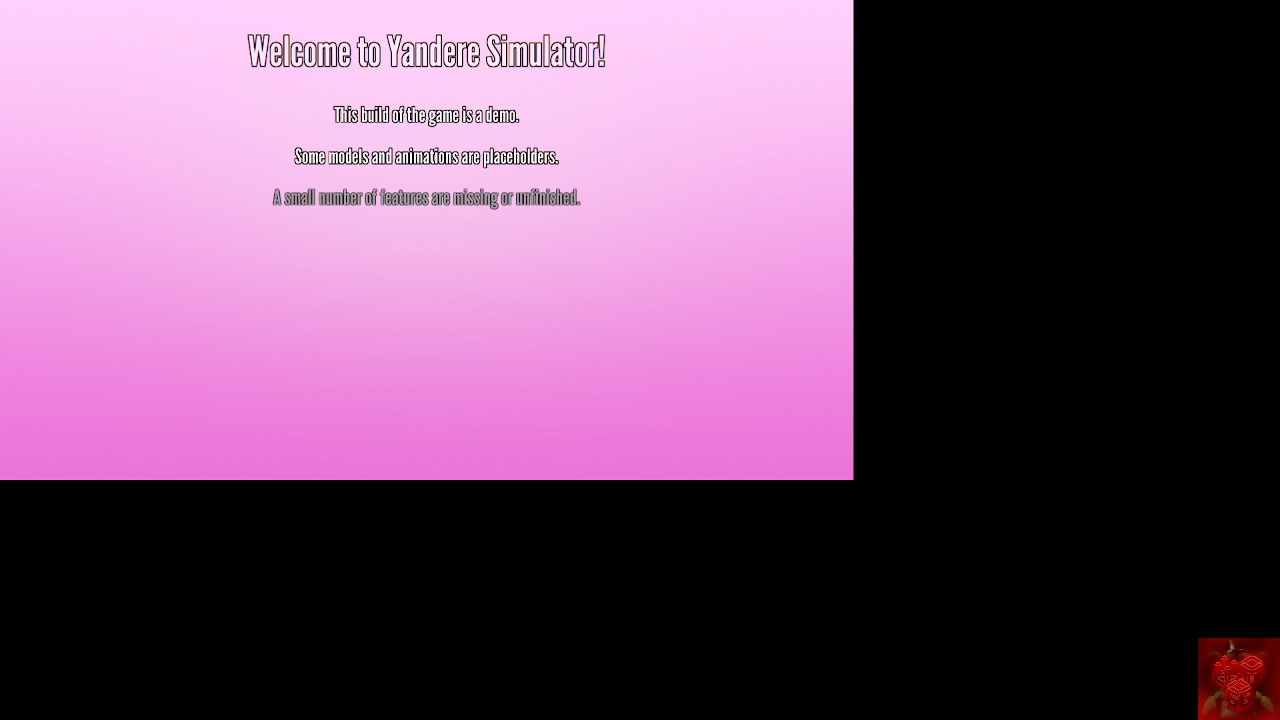 Welcome to Yandere Simulator!
This build of the game is a demo.
Some models and animations are placeholders.
A small number of features are missing or unfinished.